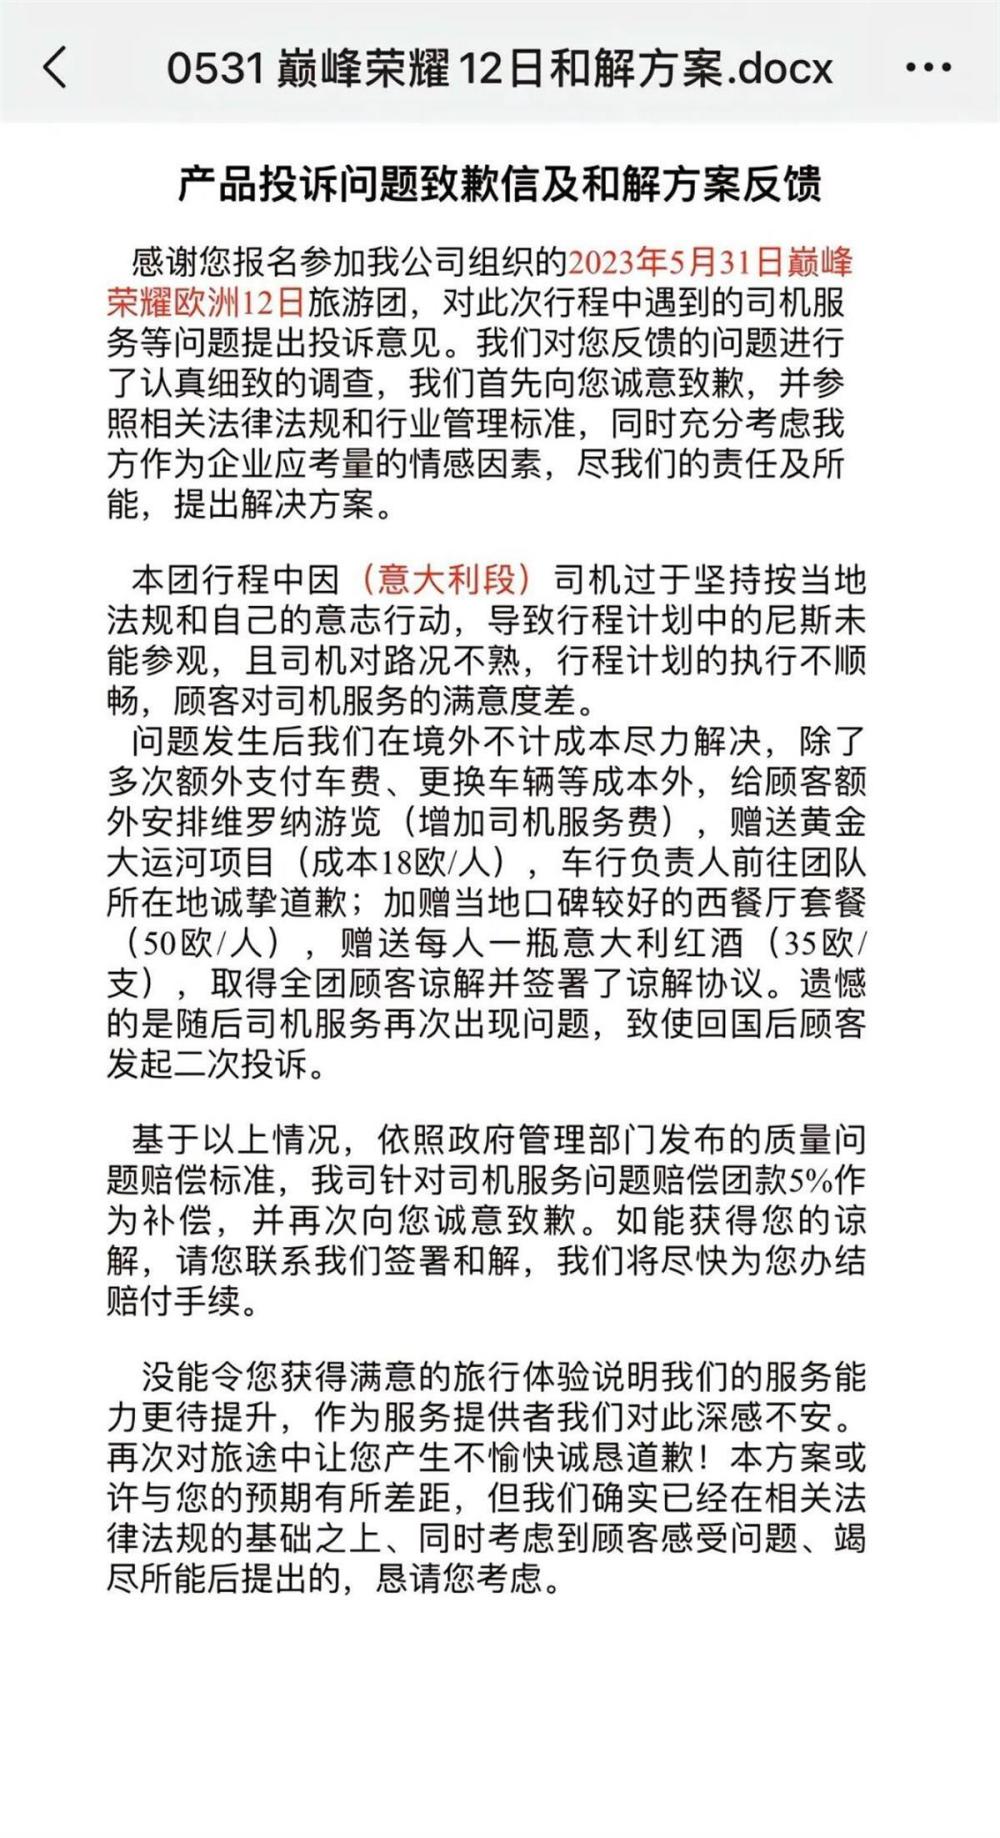 0531 巅峰荣耀12日和解方案.docx
产品投诉问题致歉信及和解方案反馈
感谢您报名参加我公司组织的2023年5月31日巅峰
荣耀欧洲12日旅游团，对此次行程中遇到的司机服
务等问题提出投诉意见。我们对您反馈的问题进行
了认真细致的调查，我们首先向您诚意致歉，并参
照相关法律法规和行业管理标准，同时充分考虑我
方作为企业应考量的情感因素，尽我们的责任及所
能，提出解决方案。
本团行程中因（意大利段）司机过于坚持按当地
法规和自己的意志行动，导致行程计划中的尼斯未
能参观，且司机对路况不熟，行程计划的执行不顺
畅，顾客对司机服务的满意度差。
问题发生后我们在境外不计成本尽力解决，除了
多次额外支付车费、更换车辆等成本外，给顾客额
外安排维罗纳游览（增加司机服务费），赠送黄金
大运河项目（成本18欧/人），车行负责人前往团队
所在地诚挚道歉；加赠当地口碑较好的西餐厅套餐
（50欧/人），赠送每人一瓶意大利红酒（35欧/
支），取得全团顾客谅解并签署了谅解协议。遗憾
的是随后司机服务再次出现问题，致使回国后顾客
发起二次投诉。
基于以上情况，依照政府管理部门发布的质量问
题赔偿标准，我司针对司机服务问题赔偿团款5%作
为补偿，并再次向您诚意致歉。如能获得您的谅
解，请您联系我们签署和解，我们将尽快为您办结
赔付手续。
没能令您获得满意的旅行体验说明我们的服务能
力更待提升，作为服务提供者我们对此深感不安。
再次对旅途中让您产生不愉快诚恳道歉！本方案或
许与您的预期有所差距，但我们确实已经在相关法
律法规的基础之上、同时考虑到顾客感受问题、竭
尽所能后提出的，恳请您考虑。